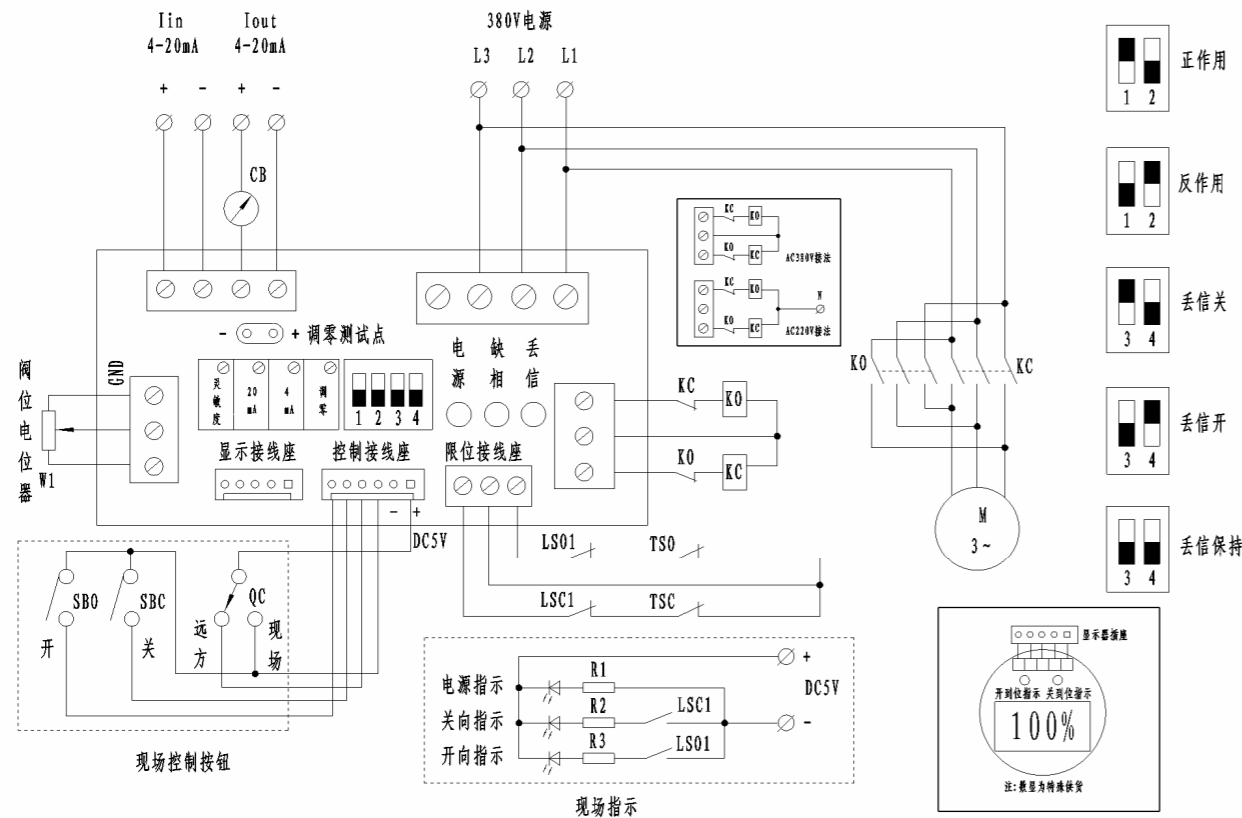 Iin
4-20mA
Iout
4-20mA
+ - + -
CB
380V电源
L3 L2 L1
正作用
1 2
反作用
1 2
丢信关
3 4
丢信开
3 4
丢信保持
3 4
KC KO
KO KC
AC380V接法
KC KO
N
KO KC
AC220V接法
- + 调零测试点
GND
阀位电位器
W1
灵敏度
20mA
4mA
调零
1 2 3 4
电源
缺相
丢信
显示接线座
控制接线座
限位接线座
- +
DC5V
KC KO
KO KC
KO KC
M
3~
LSO1 TSO
LSC1 TSC
SBO SBC QC
开 关 远方 现场
现场控制按钮
电源指示 R1
关向指示 R2 LSC1
开向指示 R3 LSO1
+
DC5V
-
现场指示
显示器插座
开到位指示 关到位指示
100%
注:数显为特殊供货